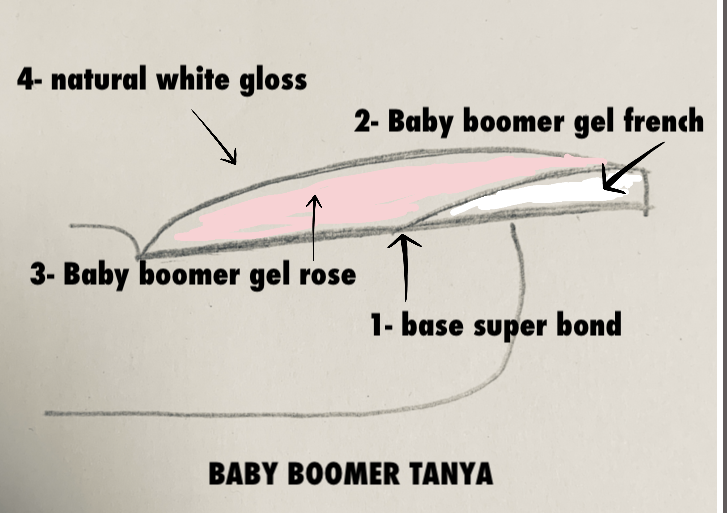 4- natural white gloss
2- Baby boomer gel french
3- Baby boomer gel rose
1- base super bond
BABY BOOMER TANYA